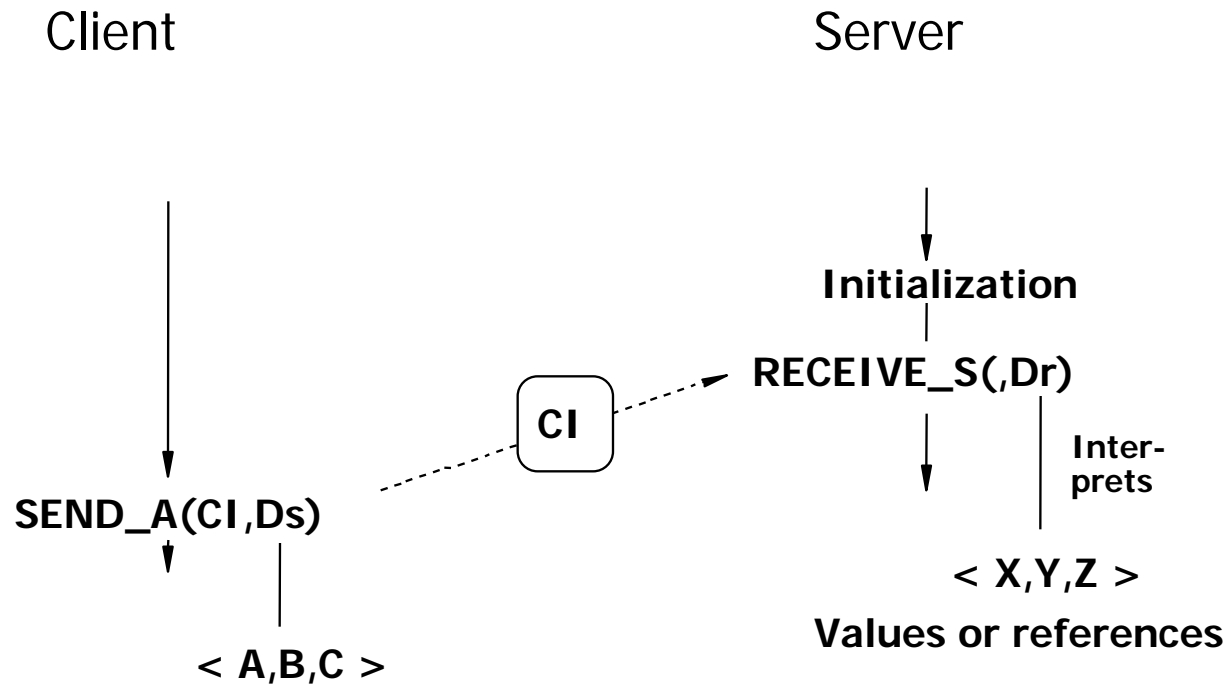 Client
Server
Initialization
RECEIVE_S(,Dr)
CI
Inter-
prets
SEND_A(CI,Ds)
< X,Y,Z >
Values or references
< A,B,C >